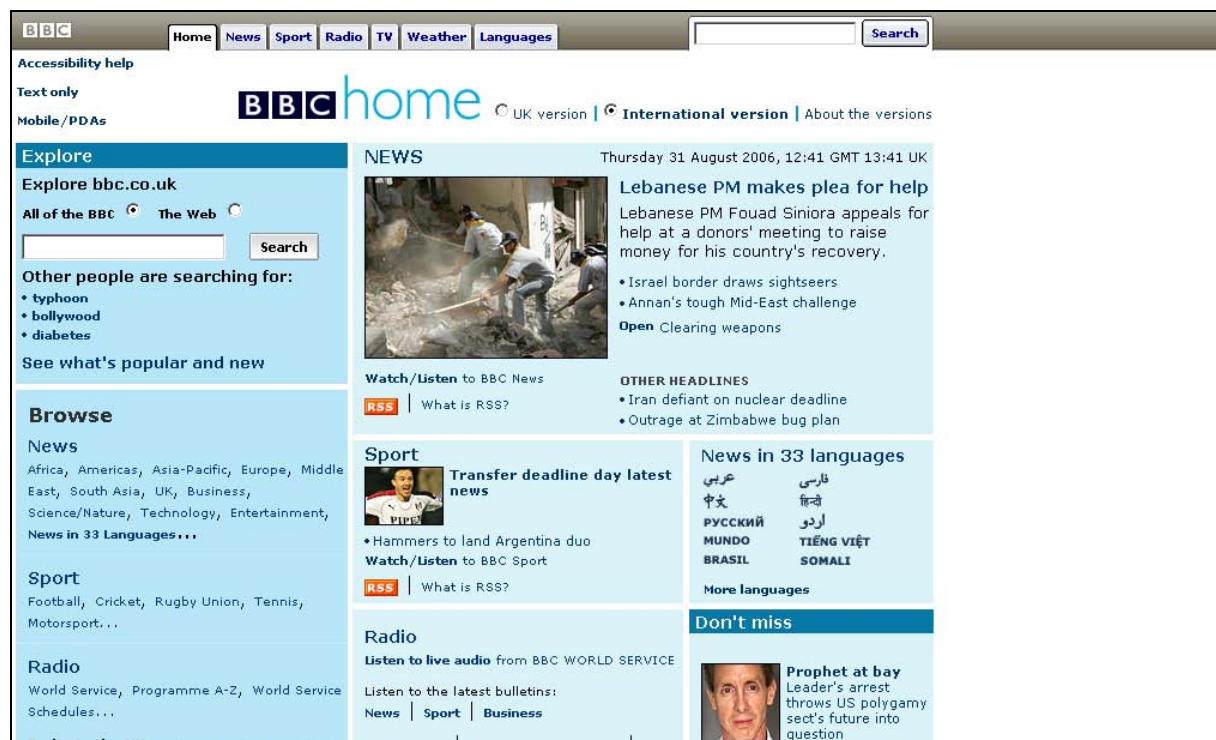 BBC
Home News Sport Radio TV Weather Languages
Search
Accessibility help
Text only
Mobile/PDAs
BBC home
UK version | International version | About the versions
Explore
Explore bbc.co.uk
All of the BBC The Web
Search
Other people are searching for:
• typhoon
• bollywood
• diabetes
See what's popular and new
Browse
News
Africa, Americas, Asia-Pacific, Europe, Middle
East, South Asia, UK, Business,
Science/Nature, Technology, Entertainment,
News in 33 Languages...
Sport
Football, Cricket, Rugby Union, Tennis,
Motorsport...
Radio
World Service, Programme A-Z, World Service
Schedules...
NEWS
Thursday 31 August 2006, 12:41 GMT 13:41 UK
Lebanese PM makes plea for help
Lebanese PM Fouad Siniora appeals for
help at a donors' meeting to raise
money for his country's recovery.
• Israel border draws sightseers
• Annan's tough Mid-East challenge
Open Clearing weapons
Watch/Listen to BBC News
RSS | What is RSS?
OTHER HEADLINES
• Iran defiant on nuclear deadline
• Outrage at Zimbabwe bug plan
Sport
Transfer deadline day latest
news
PIPEX
• Hammers to land Argentina duo
Watch/Listen to BBC Sport
RSS | What is RSS?
News in 33 languages
عربي فارسی
中文 हिन्दी
РУССКИЙ اردو
MUNDO TIẾNG VIỆT
BRASIL SOMALI
More languages
Radio
Listen to live audio from BBC WORLD SERVICE
Listen to the latest bulletins:
News | Sport | Business
Don't miss
Prophet at bay
Leader's arrest
throws US polygamy
sect's future into
question